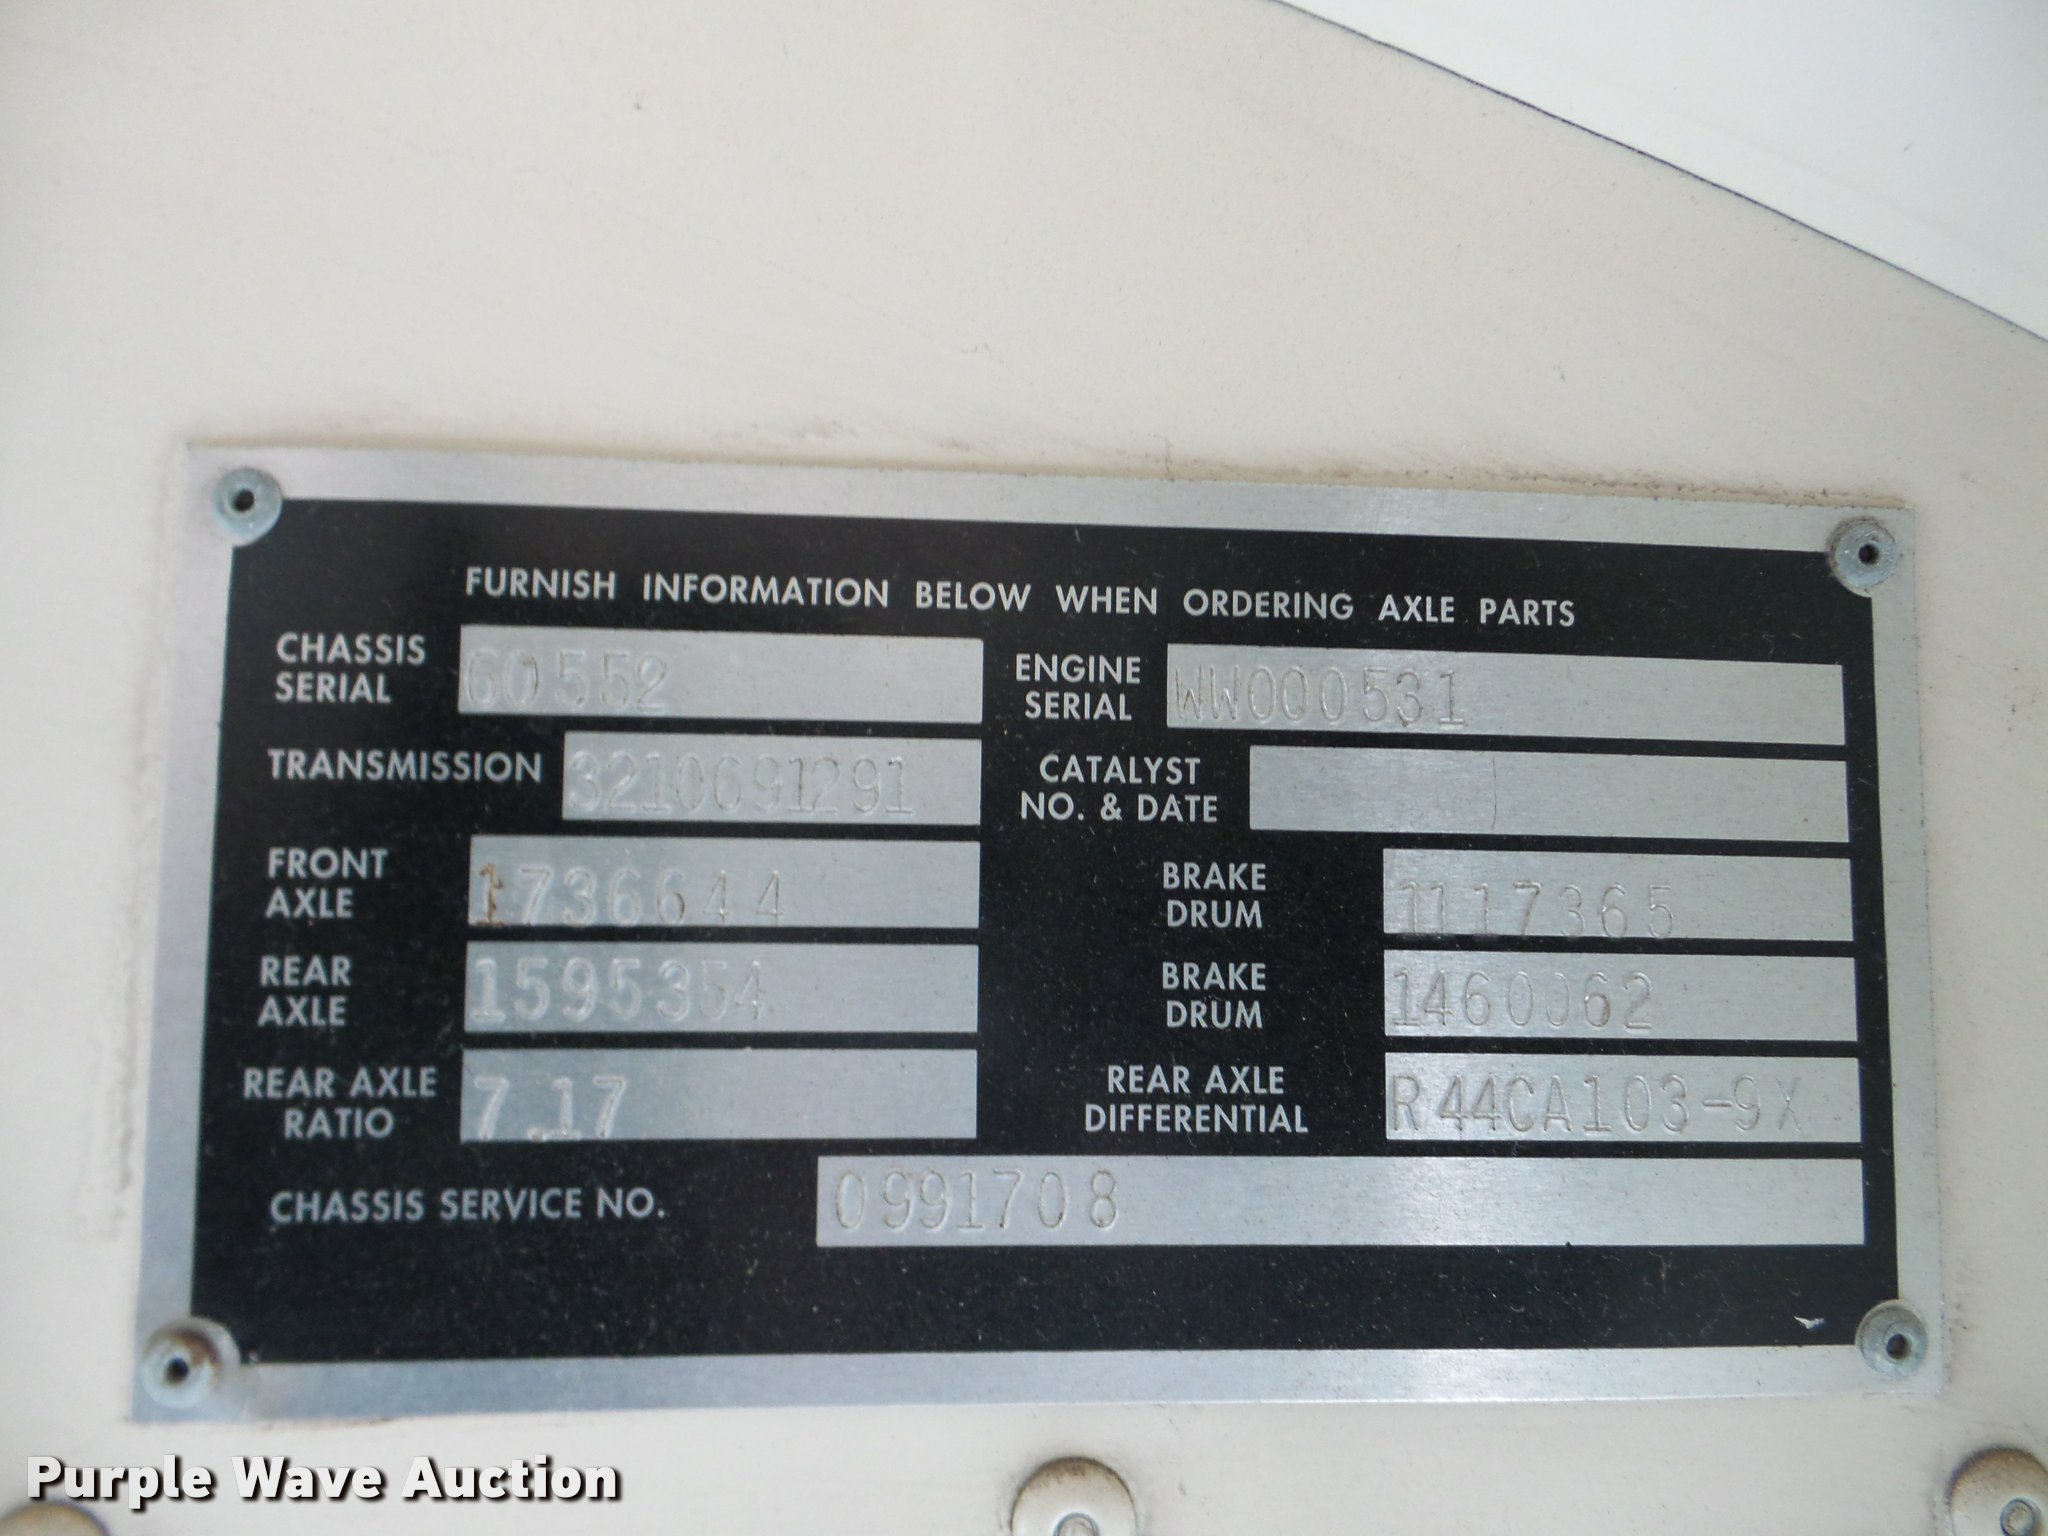 FURNISH INFORMATION BELOW WHEN ORDERING AXLE PARTS
CHASSIS SERIAL 60552
ENGINE SERIAL WW000531
TRANSMISSION 3210691291
CATALYST NO. & DATE
FRONT AXLE 1736644
BRAKE DRUM 1117365
REAR AXLE 1595354
BRAKE DRUM 1460062
REAR AXLE RATIO 7.17
REAR AXLE DIFFERENTIAL R44CA103-9X
CHASSIS SERVICE NO. 0991708
Purple Wave Auction